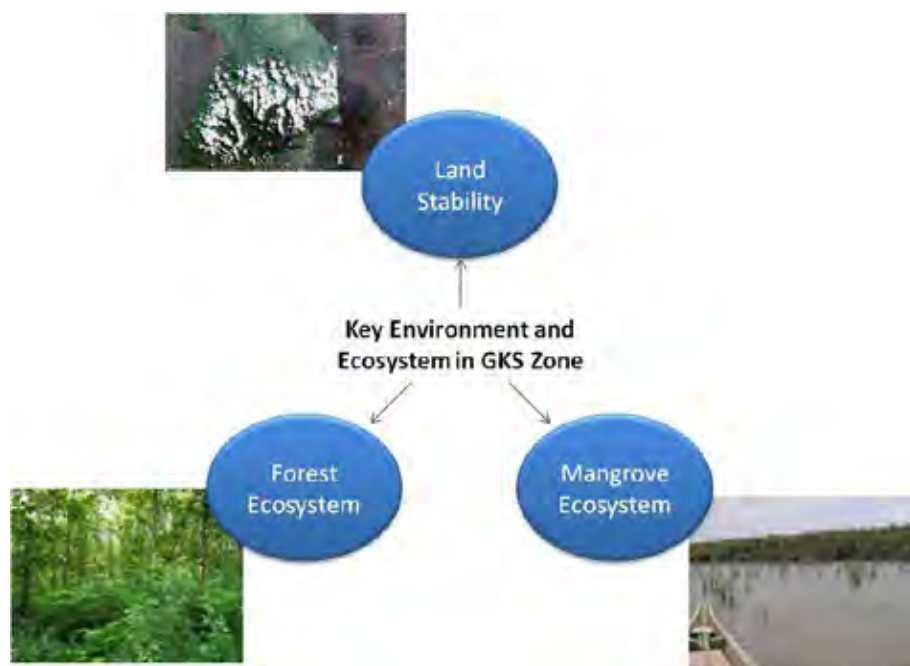 Land
Stability
Key Environment and
Ecosystem in GKS Zone
Forest
Ecosystem
Mangrove
Ecosystem